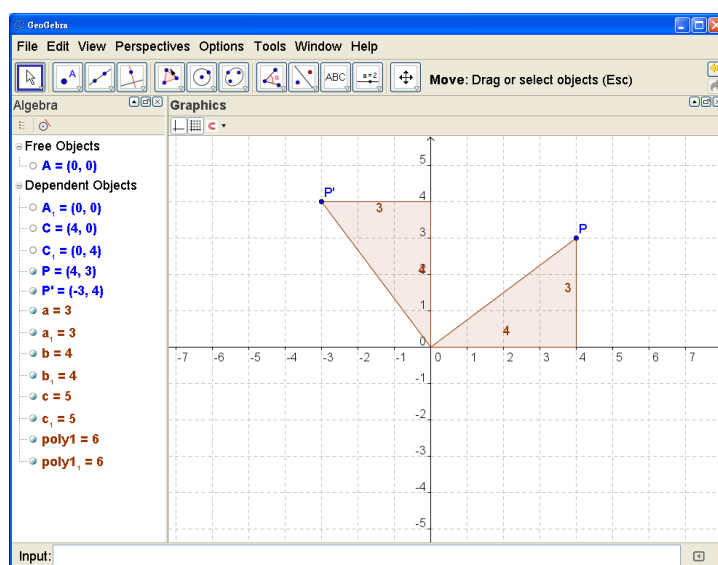 GeoGebra
File Edit View Perspectives Options Tools Window Help
A
α
ABC
a=2
Move: Drag or select objects (Esc)
Algebra
Graphics
Free Objects
A = (0, 0)
Dependent Objects
A₁ = (0, 0)
C = (4, 0)
C₁ = (0, 4)
P = (4, 3)
P' = (-3, 4)
a = 3
a₁ = 3
b = 4
b₁ = 4
c = 5
c₁ = 5
poly1 = 6
poly1₁ = 6
5
P'
4
3
3
P
4
2
3
1
4
0
-7 -6 -5 -4 -3 -2 -1 0 1 2 3 4 5 6 7
-1
-2
-3
-4
-5
Input: